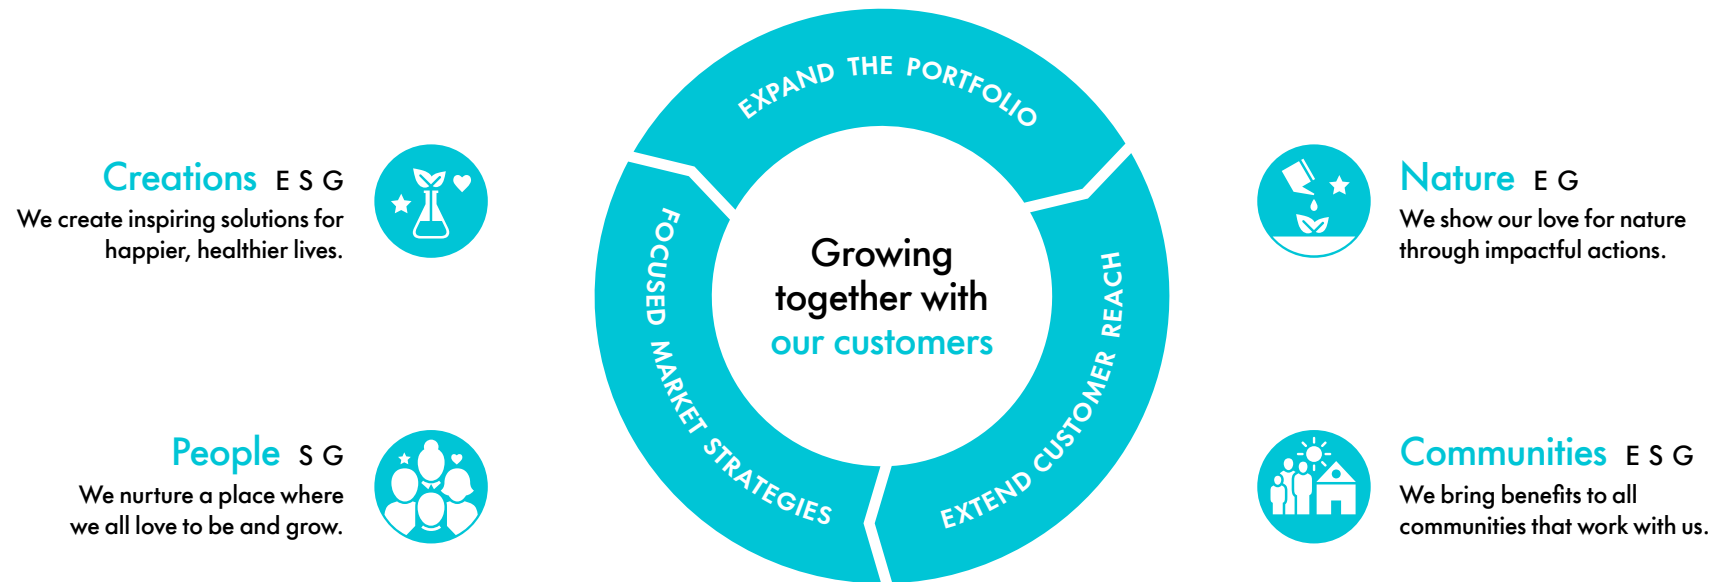 Creations E S G
We create inspiring solutions for
happier, healthier lives.
People S G
We nurture a place where
we all love to be and grow.
EXPAND THE PORTFOLIO
FOCUSED MARKET STRATEGIES
EXTEND CUSTOMER REACH
Growing
together with
our customers
Nature E G
We show our love for nature
through impactful actions.
Communities E S G
We bring benefits to all
communities that work with us.